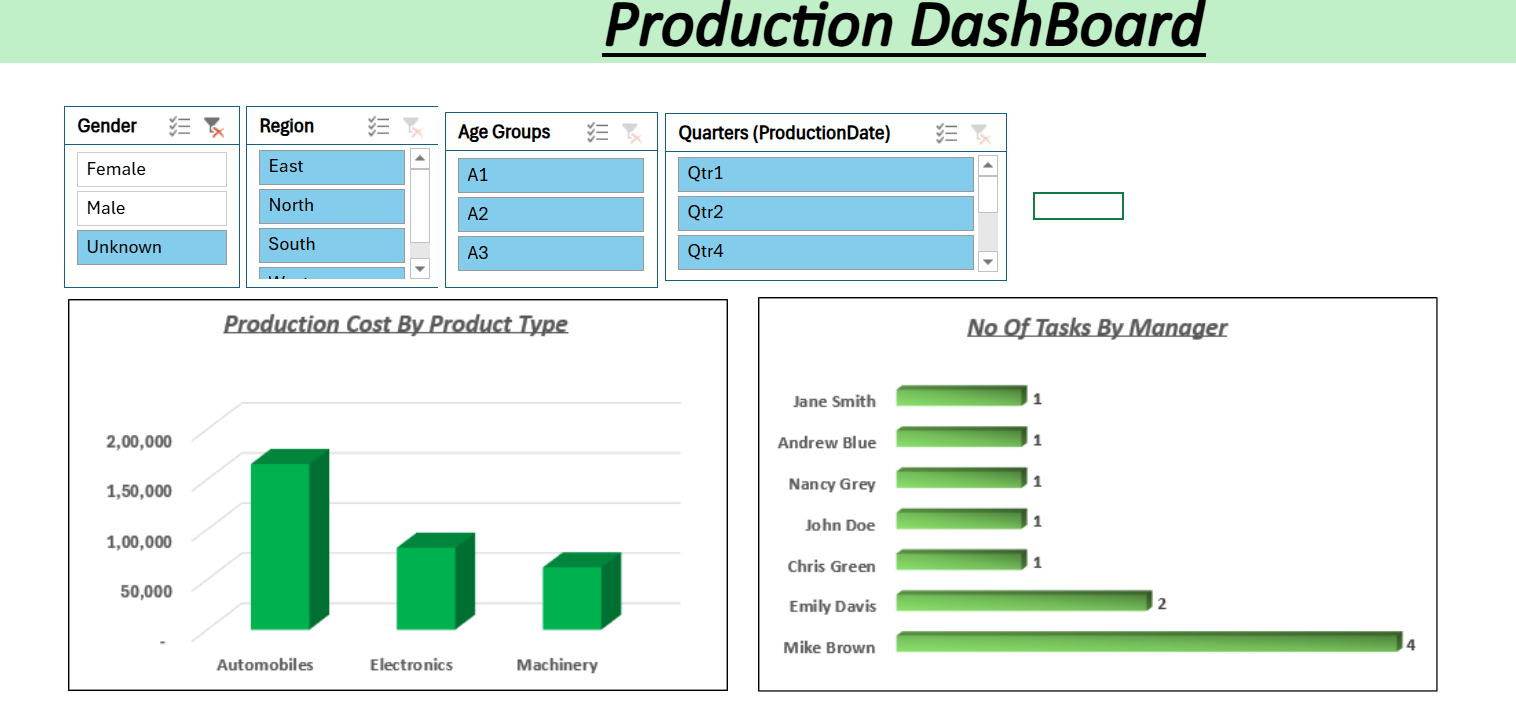 Production DashBoard
Gender
Female
Male
Unknown
Region
East
North
South
Age Groups
A1
A2
A3
Quarters (ProductionDate)
Qtr1
Qtr2
Qtr4
Production Cost By Product Type
2,00,000
1,50,000
1,00,000
50,000
-
Automobiles Electronics Machinery
No Of Tasks By Manager
Jane Smith 1
Andrew Blue 1
Nancy Grey 1
John Doe 1
Chris Green 1
Emily Davis 2
Mike Brown 4